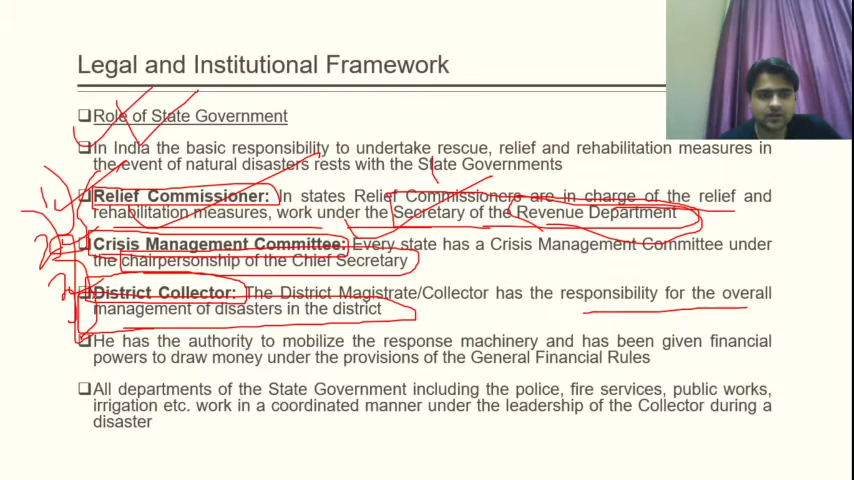 Legal and Institutional Framework
❑Role of State Government
❑In India the basic responsibility to undertake rescue, relief and rehabilitation measures in
the event of natural disasters rests with the State Governments
❑Relief Commissioner: In states Relief Commissioners are in charge of the relief and
rehabilitation measures, work under the Secretary of the Revenue Department
❑Crisis Management Committee: Every state has a Crisis Management Committee under
the chairpersonship of the Chief Secretary
❑District Collector: The District Magistrate/Collector has the responsibility for the overall
management of disasters in the district
❑He has the authority to mobilize the response machinery and has been given financial
powers to draw money under the provisions of the General Financial Rules
❑All departments of the State Government including the police, fire services, public works,
irrigation etc. work in a coordinated manner under the leadership of the Collector during a
disaster